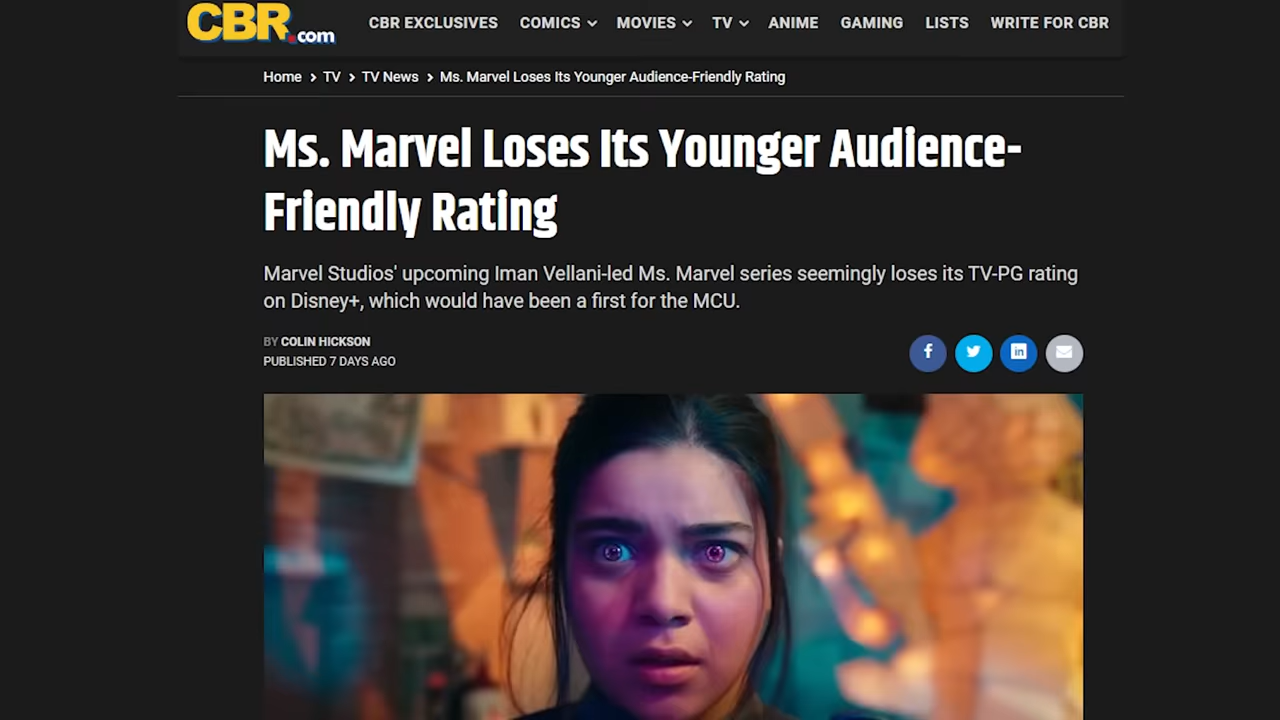 CBR.com
CBR EXCLUSIVES COMICS MOVIES TV ANIME GAMING LISTS WRITE FOR CBR
Home > TV > TV News > Ms. Marvel Loses Its Younger Audience-Friendly Rating
Ms. Marvel Loses Its Younger Audience-
Friendly Rating
Marvel Studios' upcoming Iman Vellani-led Ms. Marvel series seemingly loses its TV-PG rating
on Disney+, which would have been a first for the MCU.
BY COLIN HICKSON
PUBLISHED 7 DAYS AGO